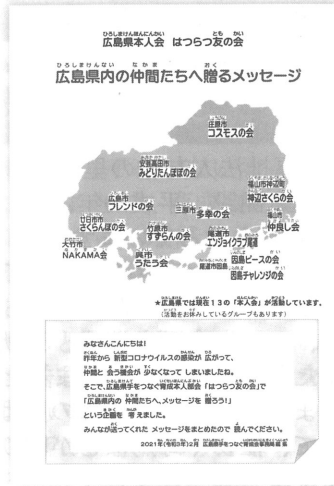 広島県本人会 はつらつ友の会
広島県内の仲間たちへ贈るメッセージ
庄原市
コスモスの会
安芸高田市
みどりたんぽぽの会
福山市神辺町
神辺さくらの会
広島市
フレンドの会
三原市
多幸の会
福山市
仲良し会
廿日市市
さくらんぼの会
竹原市
すずらんの会
尾道市
エンジョイクラブ尾道
大竹市
NAKAMA会
呉市
うたう会
尾道市因島
因島ピースの会
因島チャレンジの会
★広島県では現在13の「本人会」が活動しています。
(活動をお休みしているグループもあります)
みなさんこんにちは!
昨年から 新型コロナウイルスの感染が 広がって、
仲間と 会う機会が 少なくなって しまいましたね。
そこで、広島県手をつなぐ育成会本人部会「はつらつ友の会」で
「広島県内の 仲間たちへ、メッセージを 贈ろう!」
という企画を 考えました。
みんなが送ってくれた メッセージをまとめたので 読んでください。
2021年(令和3年)2月 広島県手をつなぐ育成会事務局